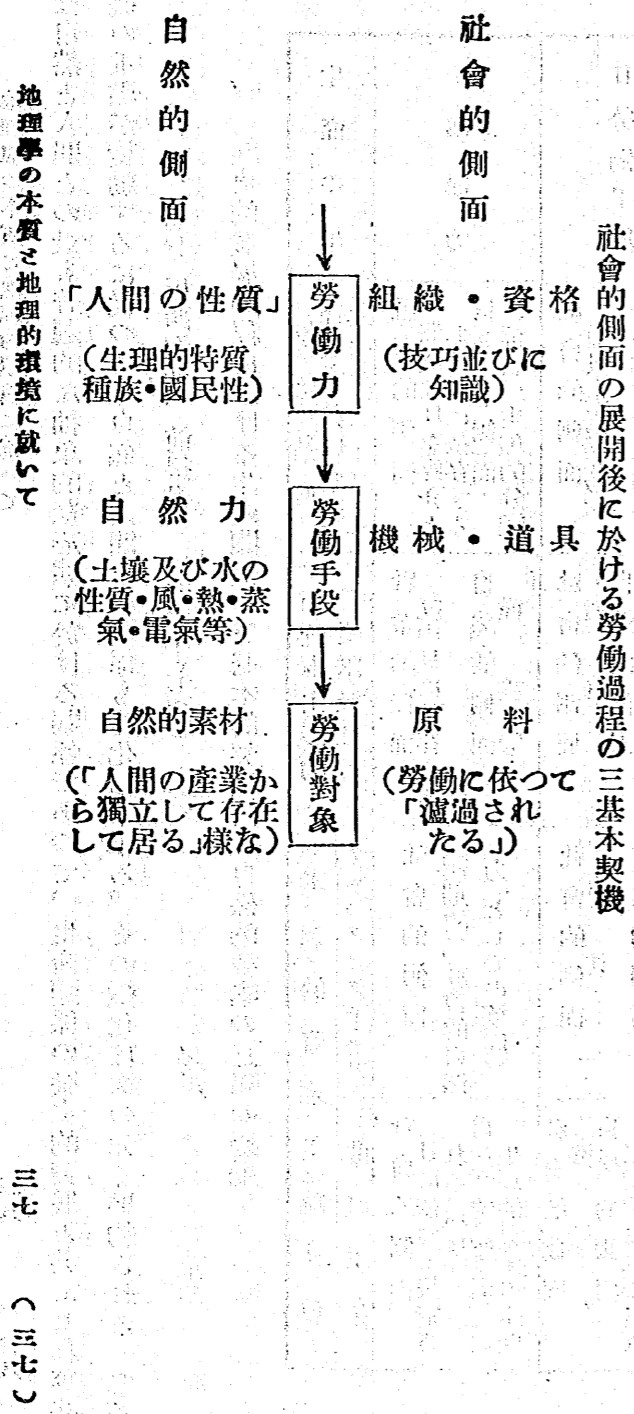 社會的側面の展開後に於ける勞働過程の三基本契機
社會的側面
組織・資格
(技巧並びに
知識)
機械・道具
原料
(勞働に依つて
「濾過され
たる」)
勞働力
勞働手段
勞働對象
自然的側面
「人間の性質」
(生理的特質
種族・國民性)
自然力
(土壤及び水の
性質・風・熱・蒸
氣・電氣等)
自然的素材
(「人間の產業か
ら獨立して存在
して居る」樣な)
地理學の本質と地理的環境に就いて
三七
(三七)